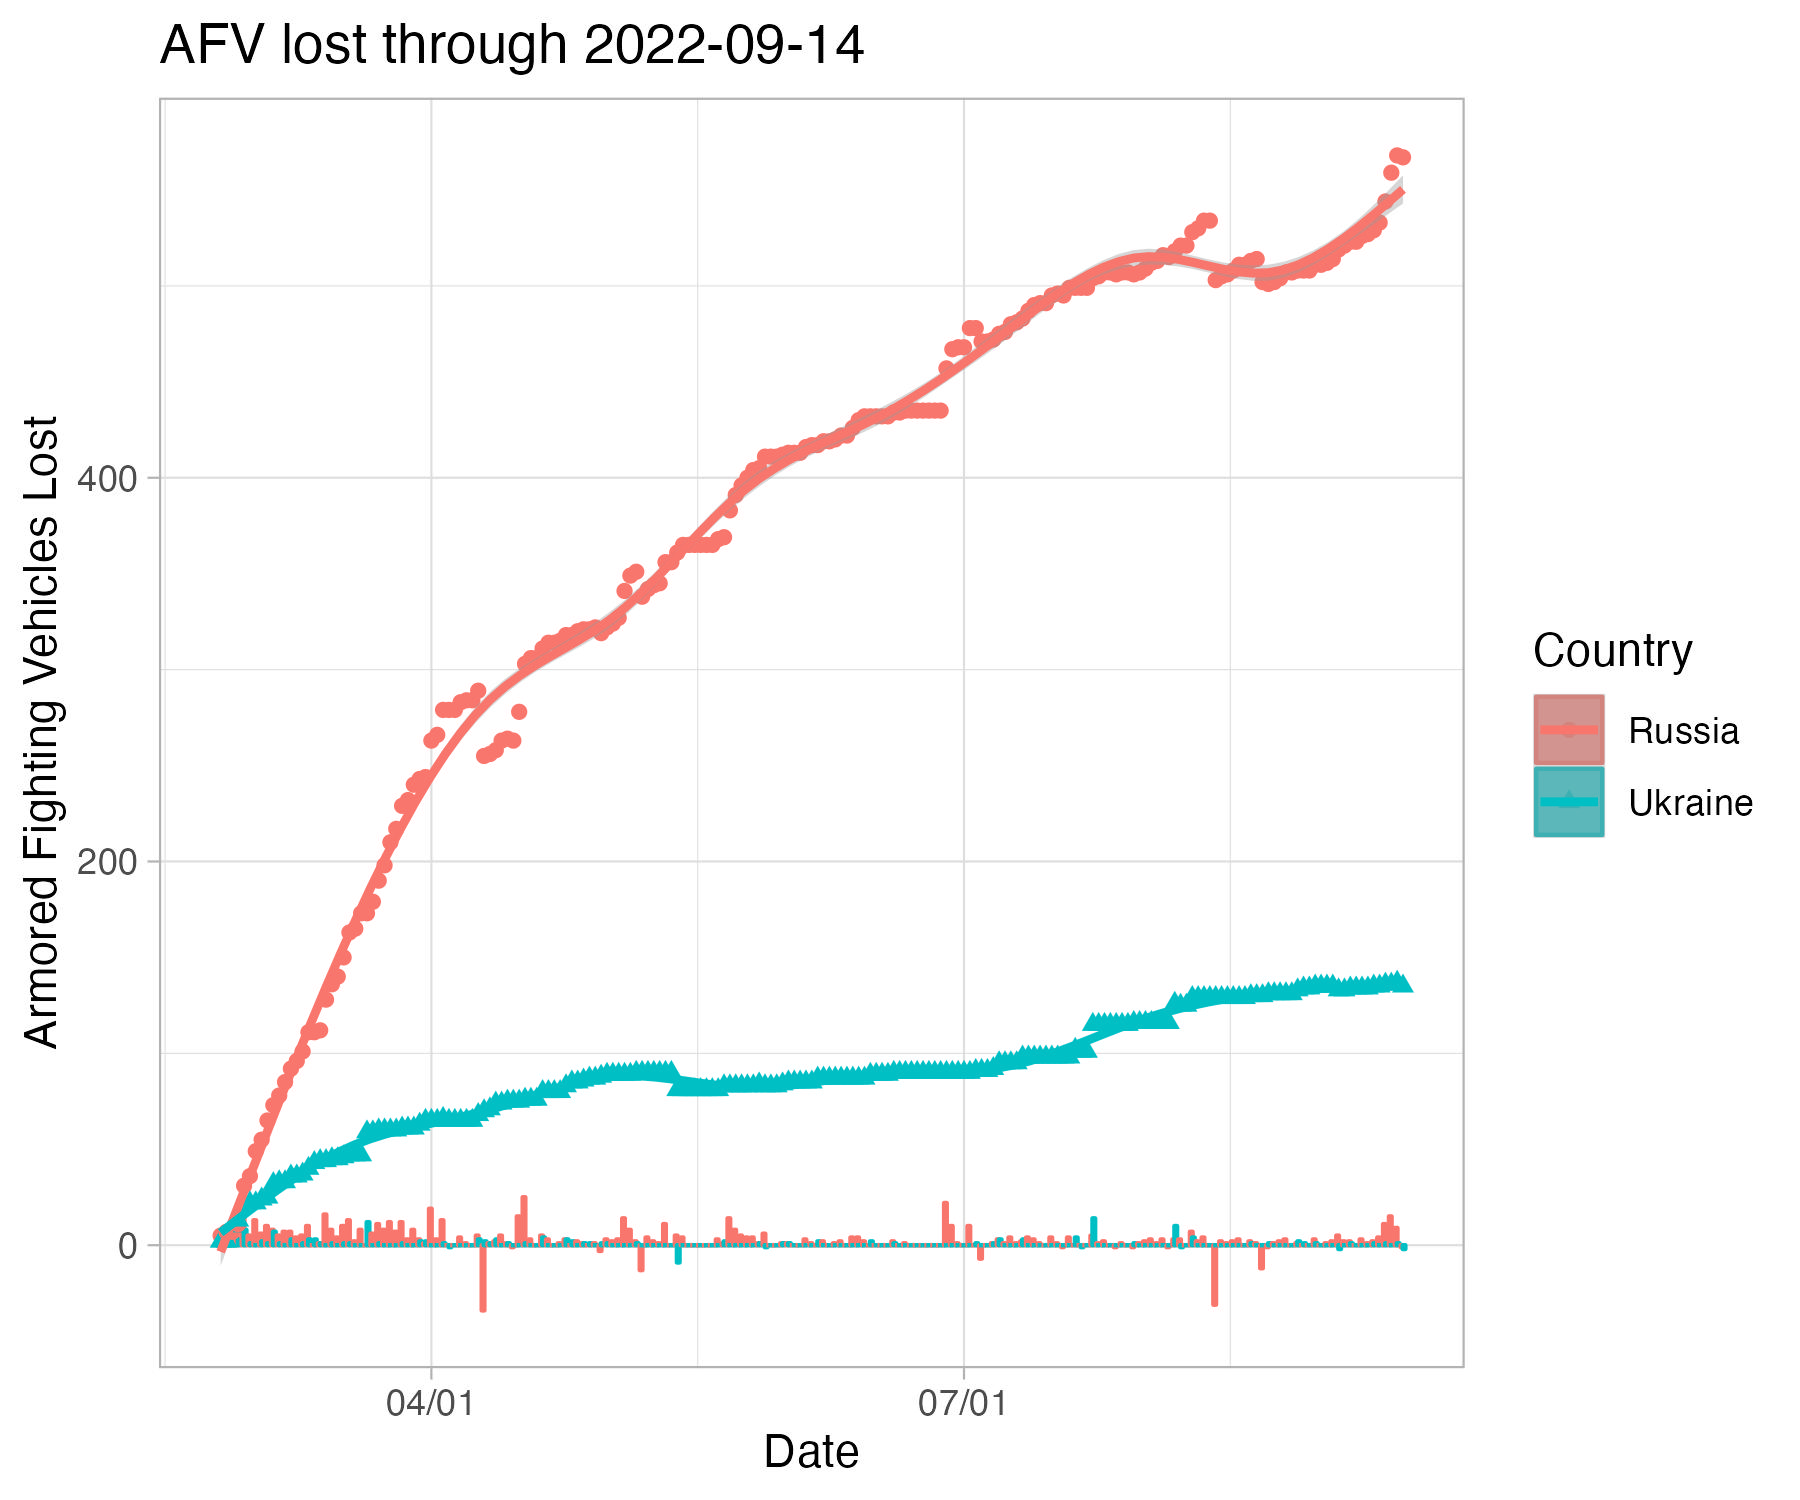 AFV lost through 2022-09-14
Armored Fighting Vehicles Lost
400
200
0
04/01
07/01
Date
Country
Russia
Ukraine